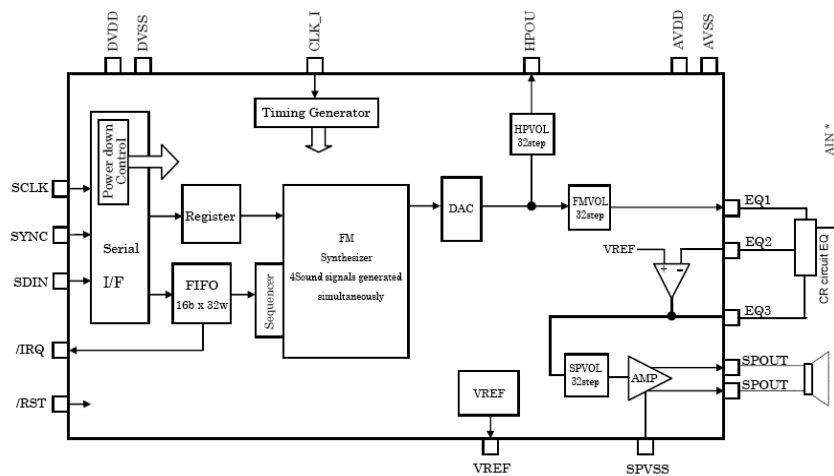 DVDD
DVSS
CLK_I
HPOU
AVDD
AVSS
AIN *
Timing Generator
Power down
Control
HPVOL
32step
SCLK
SYNC
SDIN
/IRQ
/RST
Serial
I/F
Register
FIFO
16b x 32w
Sequencer
FM
Synthesizer
4Sound signals generated
simultaneously
DAC
FMVOL
32step
VREF
+
-
EQ1
EQ2
EQ3
CR circuit EQ
SPVOL
32step
AMP
SPOUT
SPOUT
VREF
VREF
SPVSS